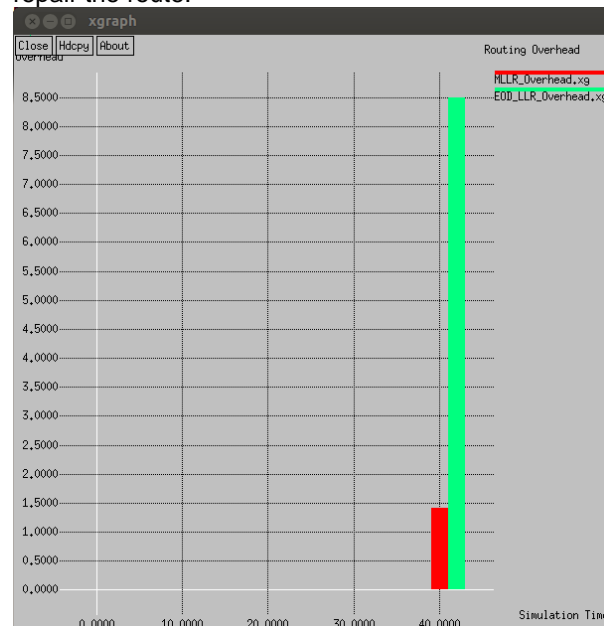 repair the route.
xgraph
Close Hdcpy About
Routing Overhead
overhead
MLLR_Overhead.xg
EOD_LLR_Overhead.xg
8.5000
8.0000
7.5000
7.0000
6.5000
6.0000
5.5000
5.0000
4.5000
4.0000
3.5000
3.0000
2.5000
2.0000
1.5000
1.0000
0.5000
0.0000
Simulation Time
0.0000 10.0000 20.0000 30.0000 40.0000